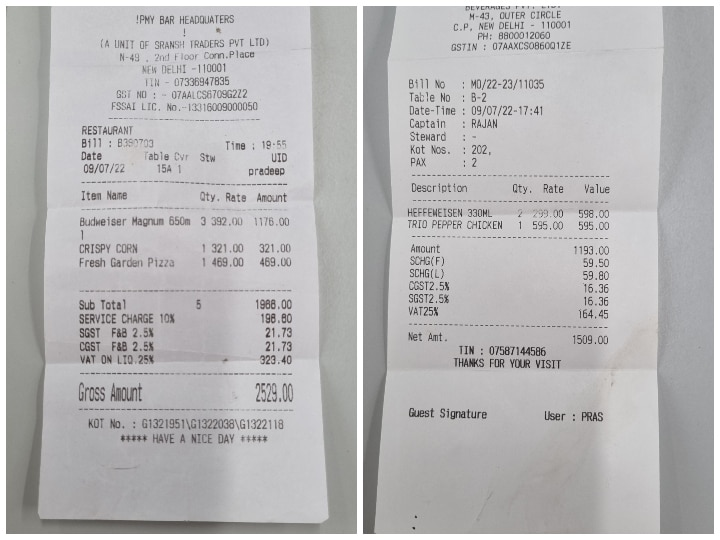 !PMY BAR HEADQUATERS
! *
(A UNIT OF SRANSH TRADERS PVT LTD)
N-49 , 2nd Floor Conn.Place
NEW DELHI -110001
TIN - 07336947835
GST NO : - 07AALCS6709G2Z2
FSSAI LIC. No.-13316009000050
RESTAURANT
Bill : B390703 Time : 19:55
Date Table Cvr Stw UID
09/07/22 15A 1 pradeep
Item Name Qty. Rate Amount
Budweiser Magnum 650m 3 392.00 1176.00
l
CRISPY CORN 1 321.00 321.00
Fresh Garden Pizza 1 469.00 469.00
Sub Total 5 1966.00
SERVICE CHARGE 10% 196.60
SGST F&B 2.5% 21.73
CGST F&B 2.5% 21.73
VAT ON LIQ.25% 323.40
Gross Amount 2529.00
KOT No. : G1321951\G1322038\G1322118
***** HAVE A NICE DAY *****
BEVERAGES PVT. LTD.
M-43, OUTER CIRCLE
C.P, NEW DELHI - 110001
PH: 8800012060
GSTIN : 07AAXCS0860Q1ZE
Bill No : MO/22-23/11035
Table No : B-2
Date-Time : 09/07/22-17:41
Captain : RAJAN
Steward : -
Kot Nos. : 202,
PAX : 2
Description Qty. Rate Value
HEFFEWEISEN 330ML 2 299.00 598.00
TRIO PEPPER CHICKEN 1 595.00 595.00
Amount 1193.00
SCHG(F) 59.50
SCHG(L) 59.80
CGST2.5% 16.36
SGST2.5% 16.36
VAT25% 164.45
Net Amt. 1509.00
TIN : 07587144586
THANKS FOR YOUR VISIT
Guest Signature User : PRAS